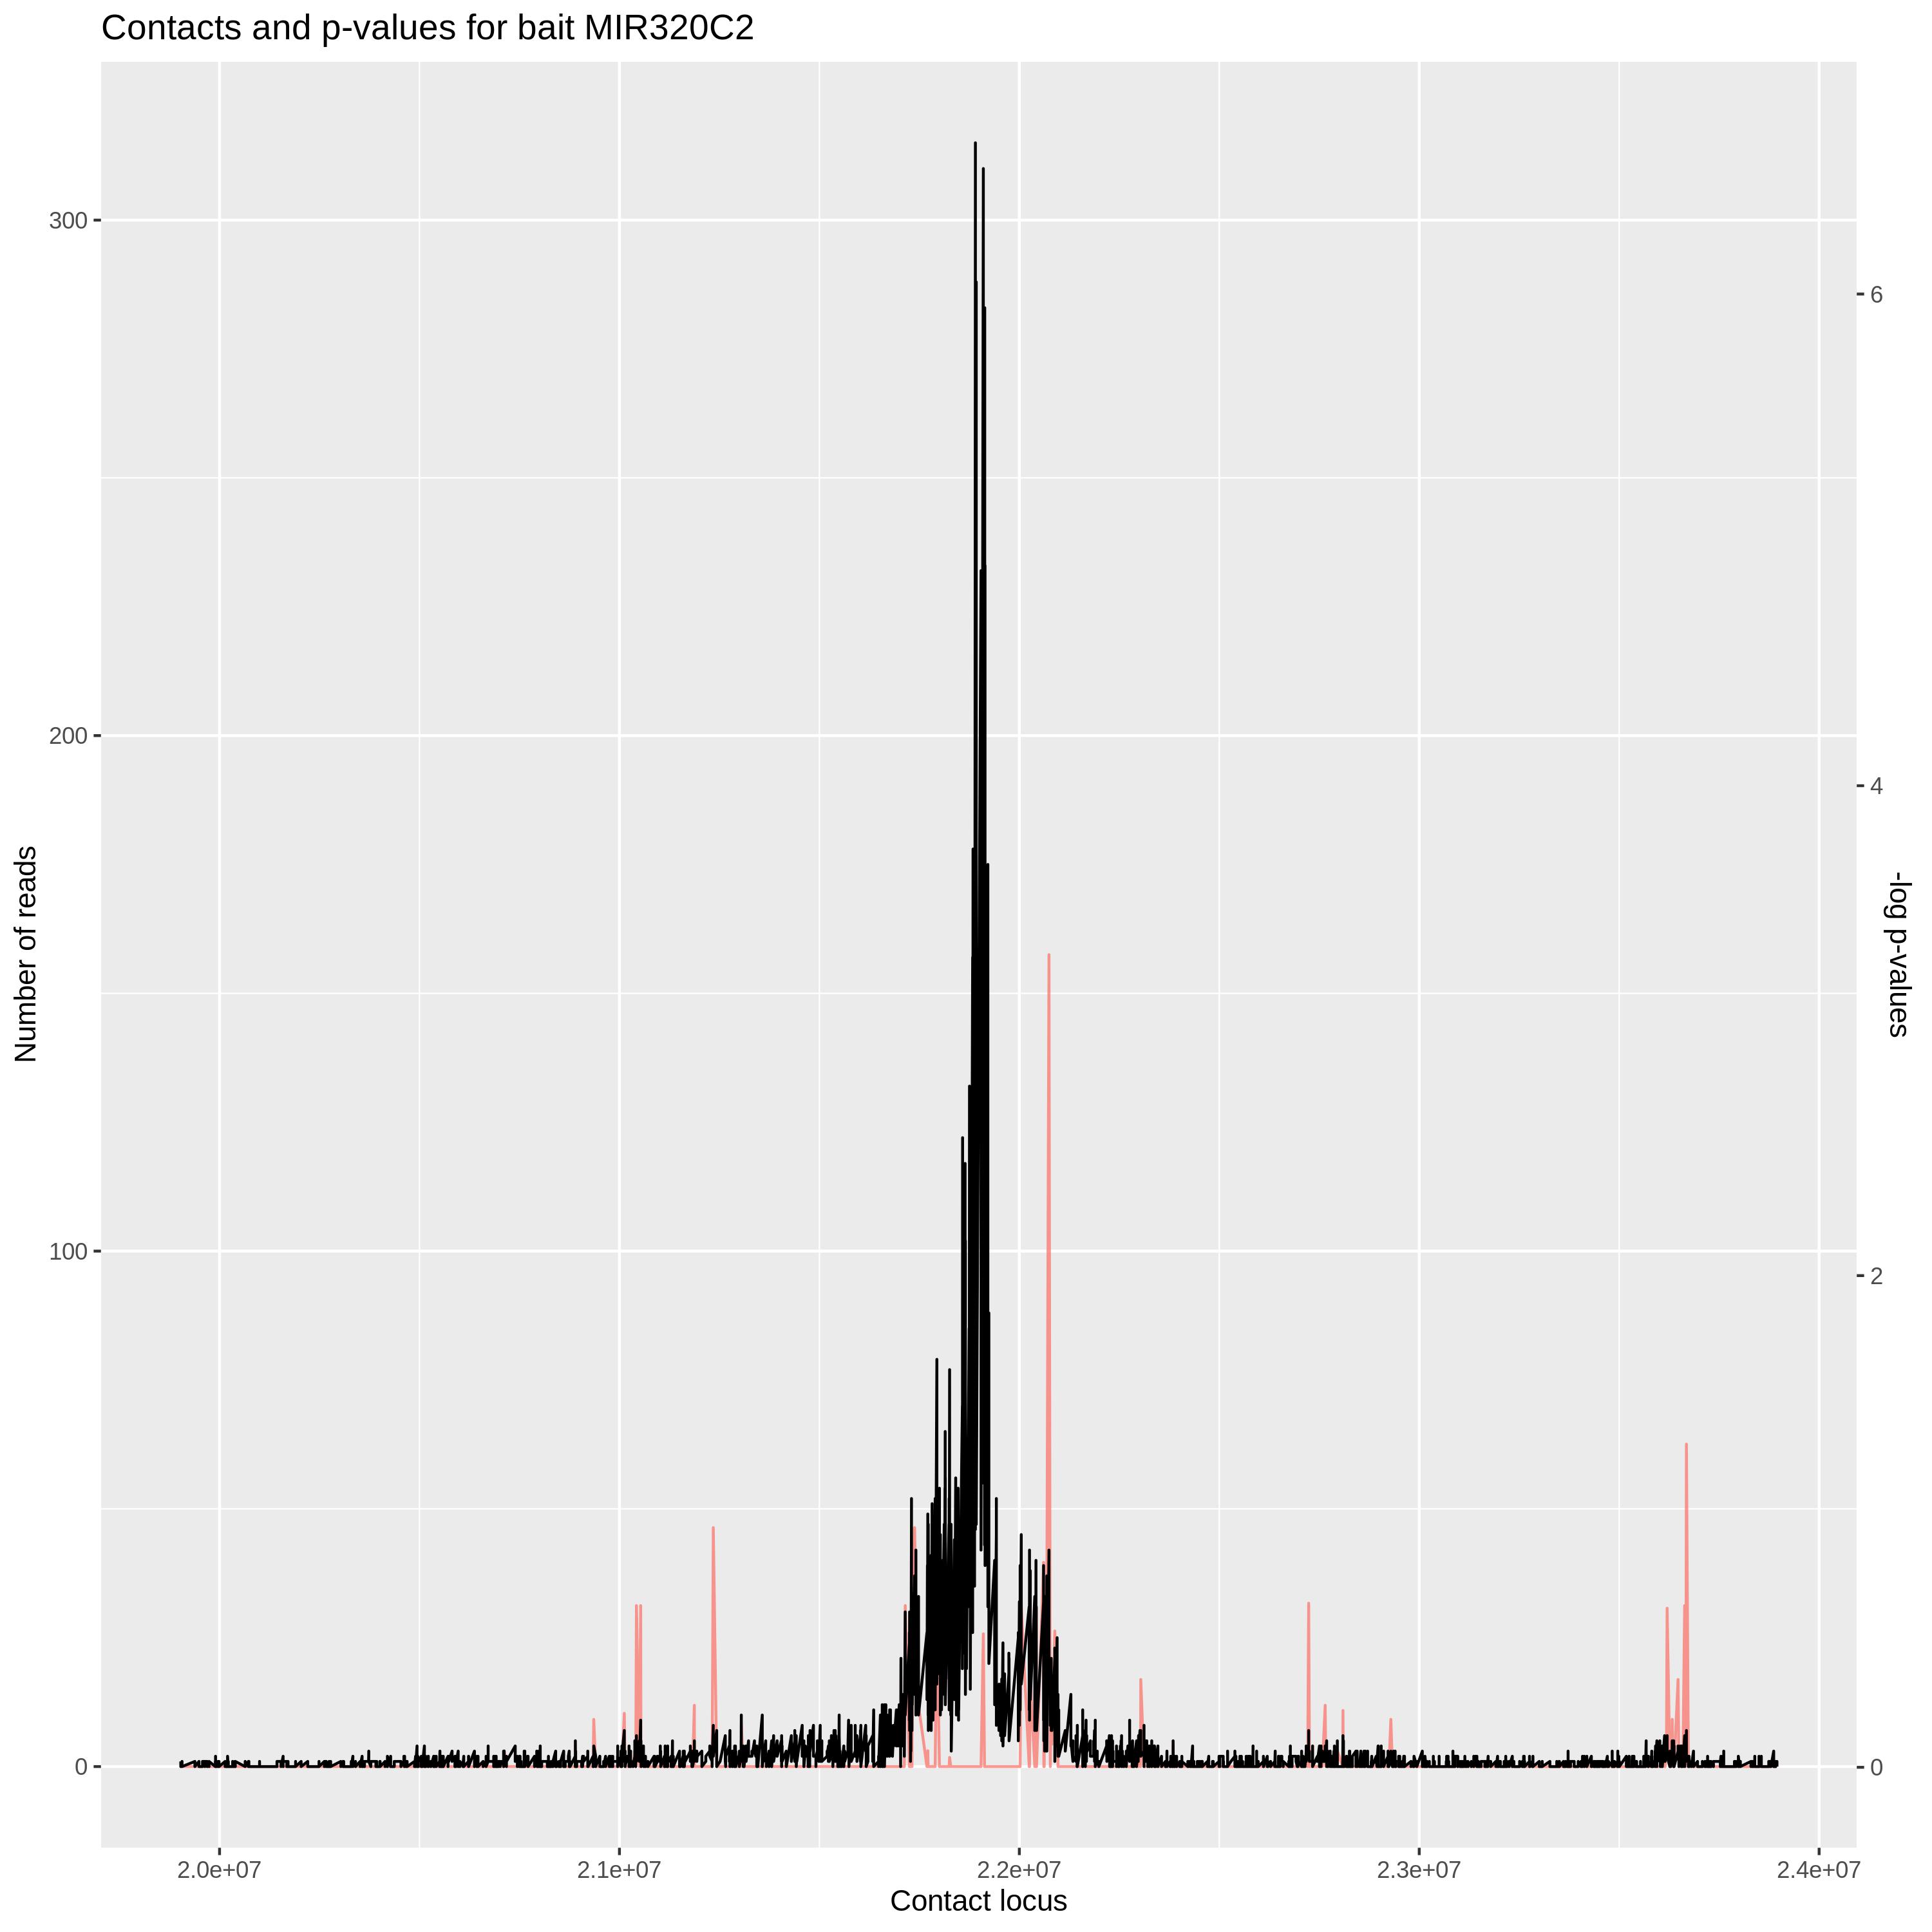 Contacts and p-values for bait MIR320C2
300
200
100
0
Number of reads
6
4
2
0
-log p-values
2.0e+07 2.1e+07 2.2e+07 2.3e+07 2.4e+07
Contact locus